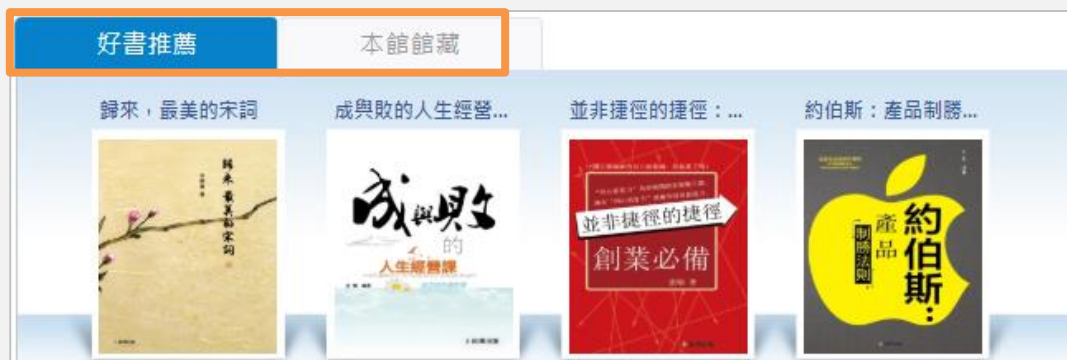 好書推薦
本館館藏
歸來，最美的宋詞
成與敗的人生經營...
並非捷徑的捷徑：...
約伯斯：產品制勝...
歸來 最美的宋詞
成與敗
的
人生經營課
並非捷徑的捷徑
創業必備
約伯斯：
產品
制勝法則